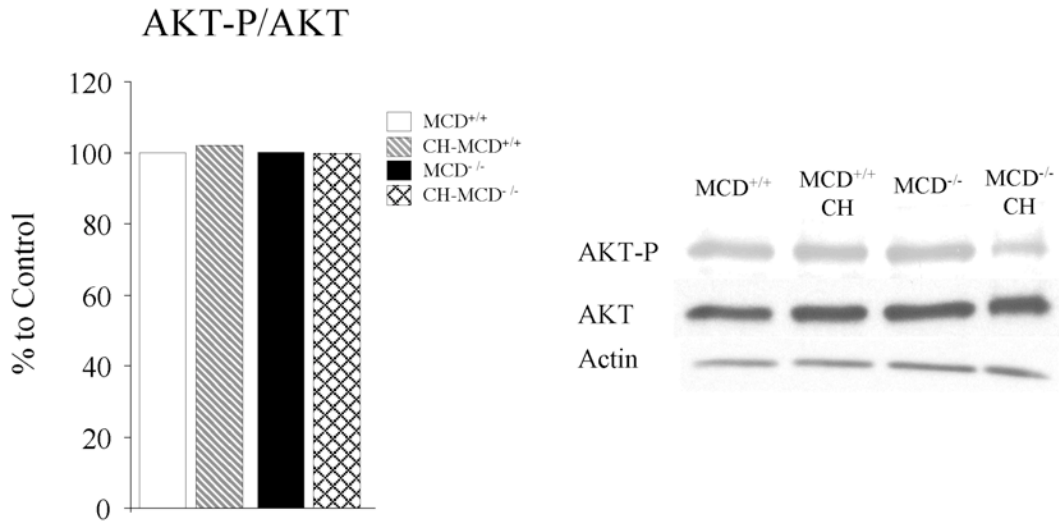 AKT-P/AKT
% to Control
120
100
80
60
40
20
0
MCD+/+
CH-MCD+/+
MCD-/-
CH-MCD-/-
MCD+/+
MCD+/+
CH
MCD-/-
MCD-/-
CH
AKT-P
AKT
Actin